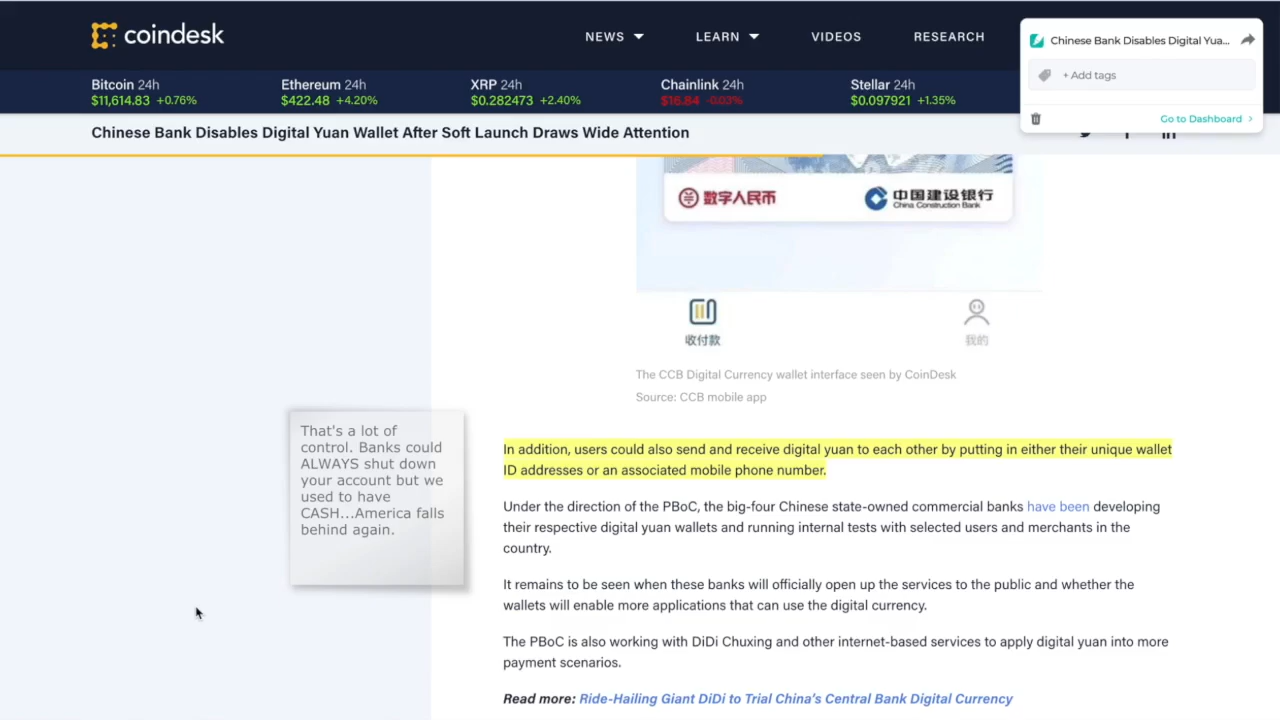 coindesk
NEWS
LEARN
VIDEOS
RESEARCH
Chinese Bank Disables Digital Yua...
+ Add tags
Go to Dashboard >
Bitcoin 24h
$11,614.83 +0.76%
Ethereum 24h
$422.48 +4.20%
XRP 24h
$0.282473 +2.40%
Chainlink 24h
$16.84 -0.03%
Stellar 24h
$0.097921 +1.35%
Chinese Bank Disables Digital Yuan Wallet After Soft Launch Draws Wide Attention
数字人民币
中国建设银行
China Construction Bank
收付款
我的
The CCB Digital Currency wallet interface seen by CoinDesk
Source: CCB mobile app
That's a lot of
control. Banks could
ALWAYS shut down
your account but we
used to have
CASH...America falls
behind again.
In addition, users could also send and receive digital yuan to each other by putting in either their unique wallet
ID addresses or an associated mobile phone number.
Under the direction of the PBoC, the big-four Chinese state-owned commercial banks have been developing
their respective digital yuan wallets and running internal tests with selected users and merchants in the
country.
It remains to be seen when these banks will officially open up the services to the public and whether the
wallets will enable more applications that can use the digital currency.
The PBoC is also working with DiDi Chuxing and other internet-based services to apply digital yuan into more
payment scenarios.
Read more: Ride-Hailing Giant DiDi to Trial China's Central Bank Digital Currency